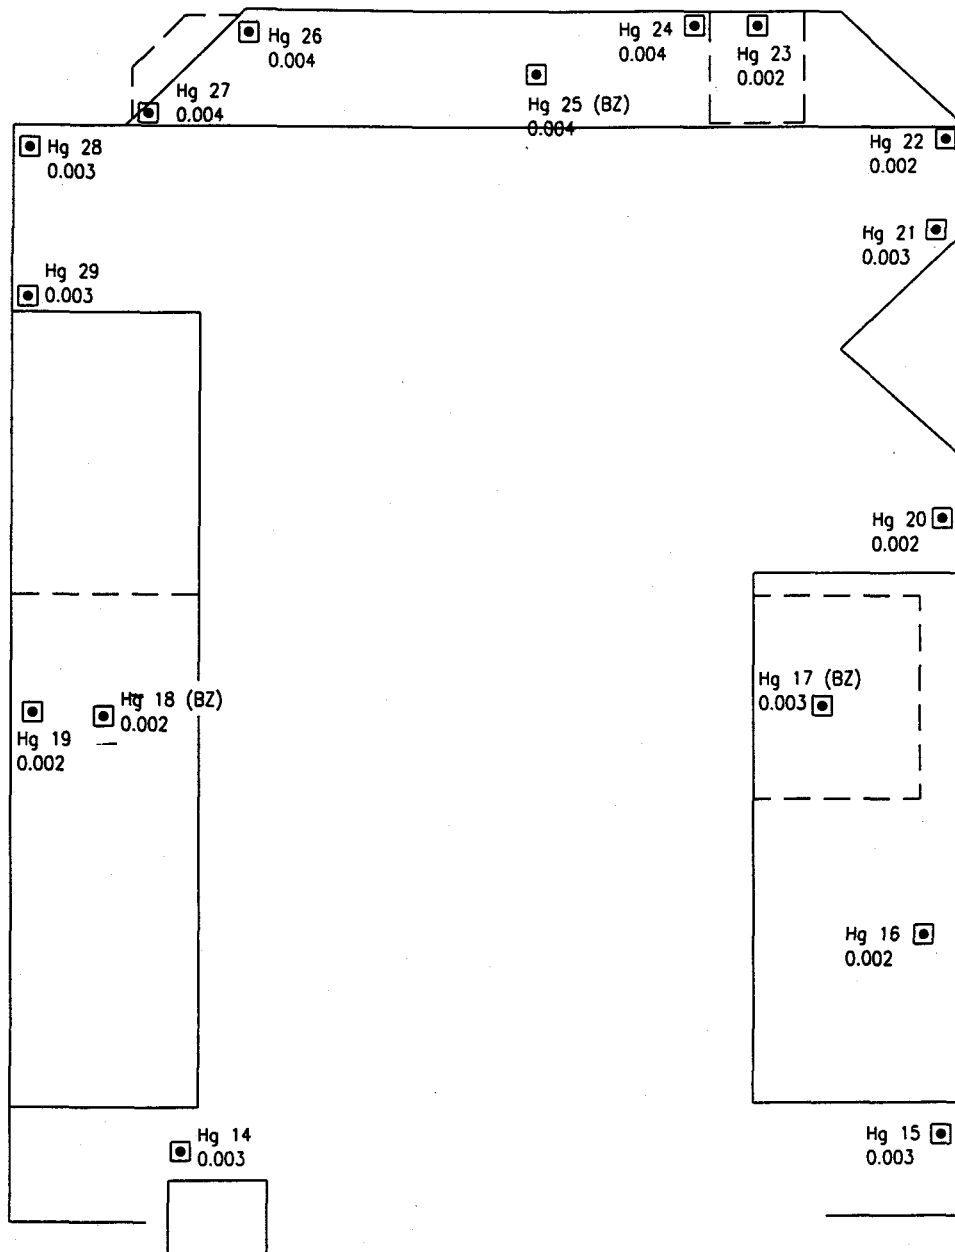 Hg 26
0.004
Hg 24
0.004
Hg 23
0.002
Hg 27
0.004
Hg 25 (BZ)
0.004
Hg 28
0.003
Hg 22
0.002
Hg 21
0.003
Hg 29
0.003
Hg 20
0.002
Hg 17 (BZ)
0.003
Hg 18 (BZ)
0.002
Hg 19
0.002
Hg 16
0.002
Hg 14
0.003
Hg 15
0.003